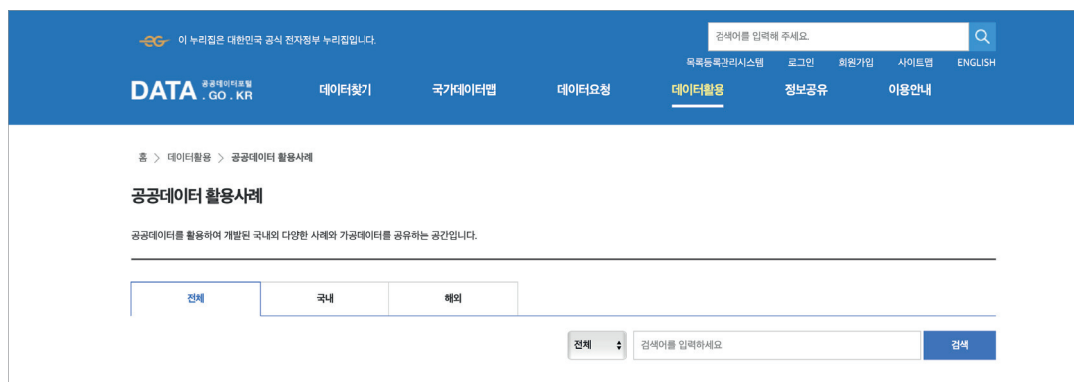 이 누리집은 대한민국 공식 전자정부 누리집입니다.
검색어를 입력해 주세요.
목록등록관리시스템 로그인 회원가입 사이트맵 ENGLISH
DATA 공공데이터포털 .GO.KR 데이터찾기 국가데이터맵 데이터요청 데이터활용 정보공유 이용안내
홈 > 데이터활용 > 공공데이터 활용사례
공공데이터 활용사례
공공데이터를 활용하여 개발된 국내외 다양한 사례와 가공데이터를 공유하는 공간입니다.
전체 국내 해외
전체 검색어를 입력하세요 검색